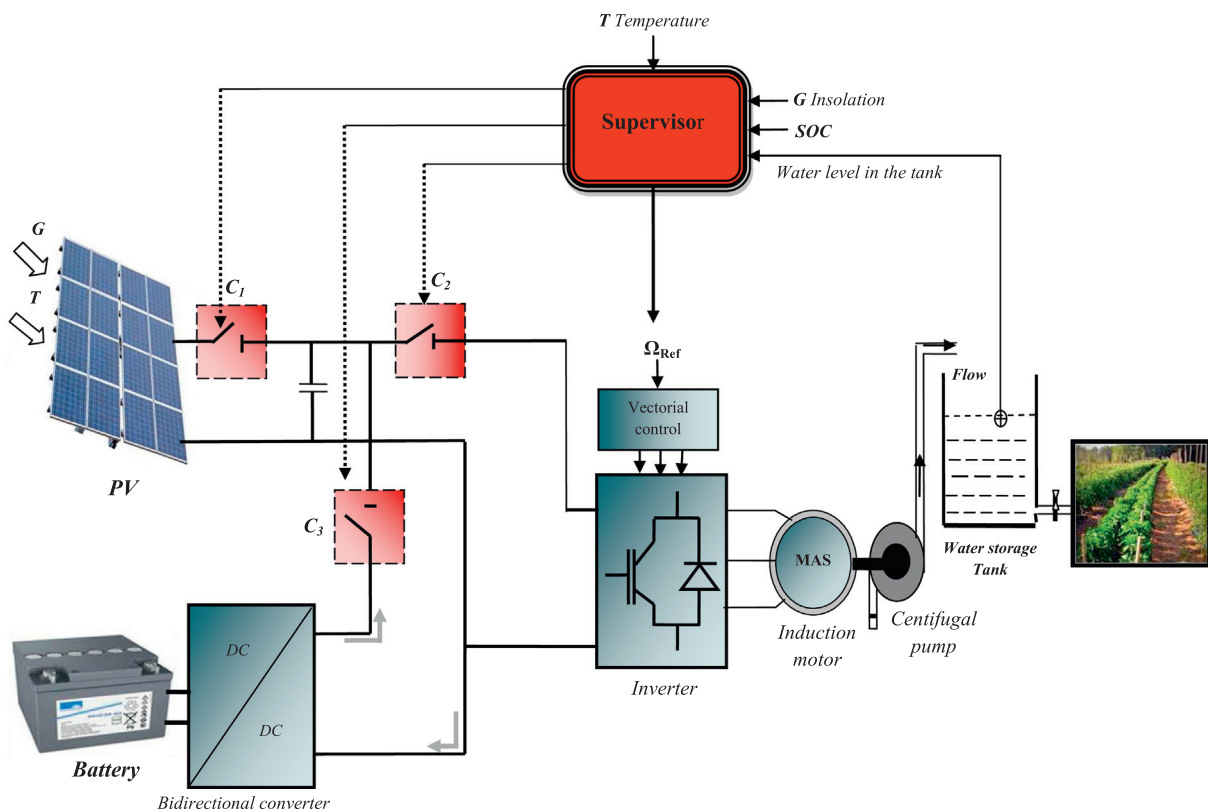 T Temperature
Supervisor
G Insolation
SOC
Water level in the tank
G
T
C1
C2
ΩRef
Flow
Vectorial
control
PV
C3
MAS
Water storage
Tank
Centifugal
pump
Induction
motor
Inverter
DC
DC
Battery
Bidirectional converter